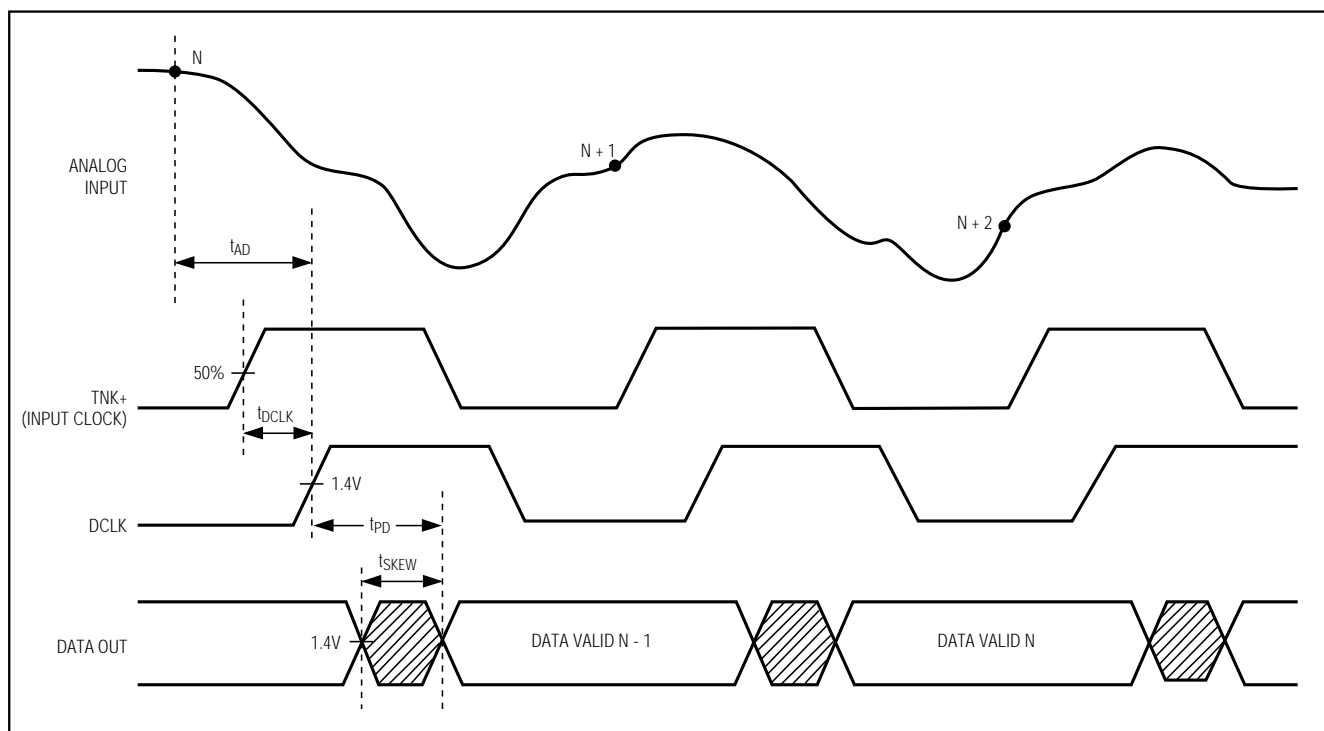 N
ANALOG
INPUT
N + 1
N + 2
tAD
50%
TNK+
(INPUT CLOCK)
tDCLK
1.4V
DCLK
tPD
tSKEW
1.4V
DATA OUT
DATA VALID N - 1
DATA VALID N